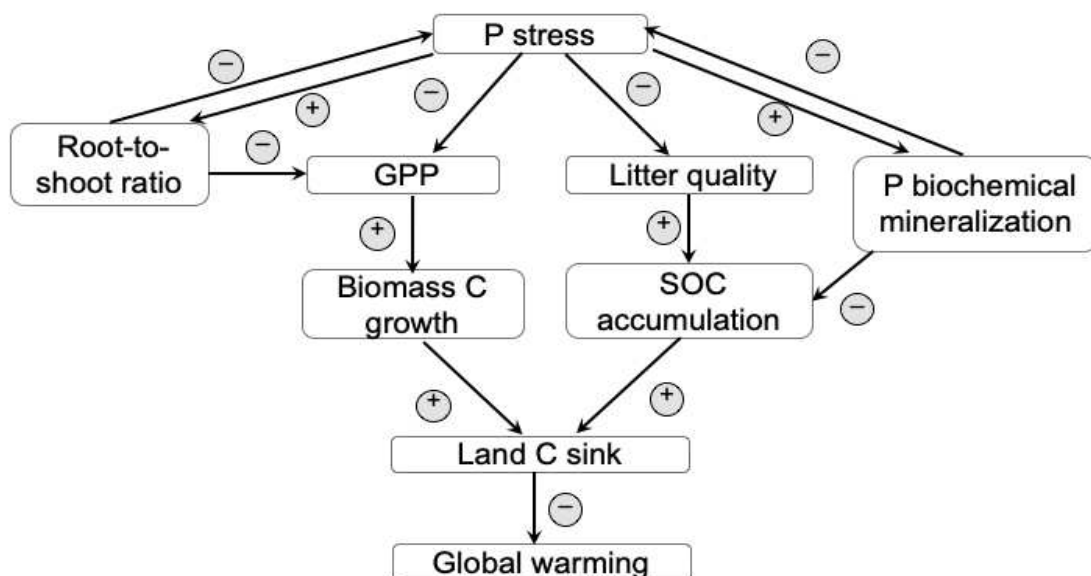 P stress
−
−
+
−
−
+
−
Root-to-
shoot ratio
GPP
Litter quality
P biochemical
mineralization
+
+
Biomass C
growth
SOC
accumulation
−
+
+
Land C sink
−
Global warming